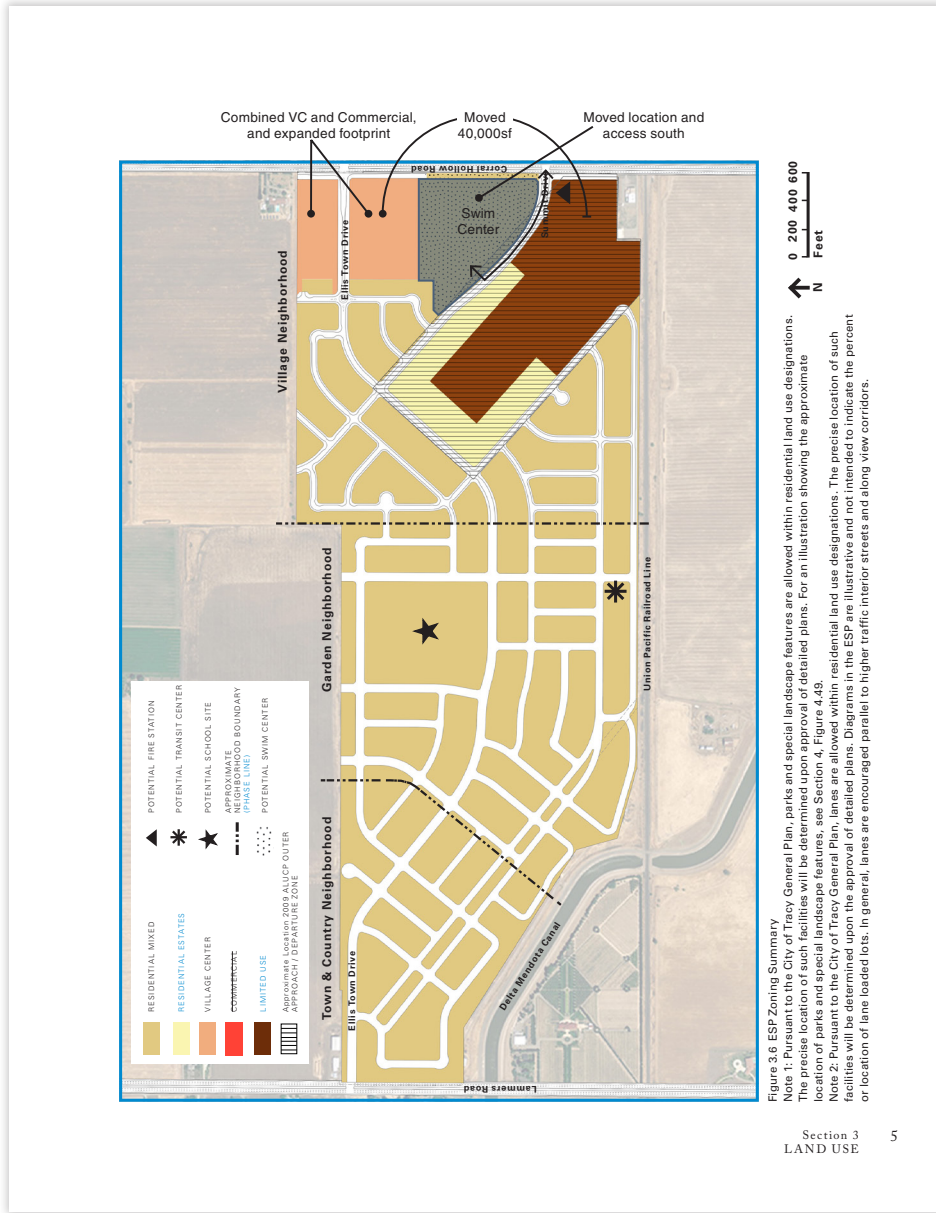 Combined VC and Commercial,
and expanded footprint
Moved
40,000sf
Moved location and
access south
Corral Hollow Road
Swim
Center
Summit Drive
Ellis Town Drive
Village Neighborhood
Garden Neighborhood
Town & Country Neighborhood
Ellis Town Drive
Union Pacific Railroad Line
Delta Mendota Canal
Lammers Road
RESIDENTIAL MIXED
RESIDENTIAL ESTATES
VILLAGE CENTER
COMMERCIAL
LIMITED USE
Approximate Location 2009 ALUCP OUTER
APPROACH / DEPARTURE ZONE
POTENTIAL FIRE STATION
POTENTIAL TRANSIT CENTER
POTENTIAL SCHOOL SITE
APPROXIMATE
NEIGHBORHOOD BOUNDARY
(PHASE LINE)
POTENTIAL SWIM CENTER
0 200 400 600
Feet
N
Figure 3.6 ESP Zoning Summary
Note 1: Pursuant to the City of Tracy General Plan, parks and special landscape features are allowed within residential land use designations.
The precise location of such facilities will be determined upon approval of detailed plans. For an illustration showing the approximate
location of parks and special landscape features, see Section 4, Figure 4.49.
Note 2: Pursuant to the City of Tracy General Plan, lanes are allowed within residential land use designations. The precise location of such
facilities will be determined upon the approval of detailed plans. Diagrams in the ESP are illustrative and not intended to indicate the percent
or location of lane loaded lots. In general, lanes are encouraged parallel to higher traffic interior streets and along view corridors.
Section 3
LAND USE
5